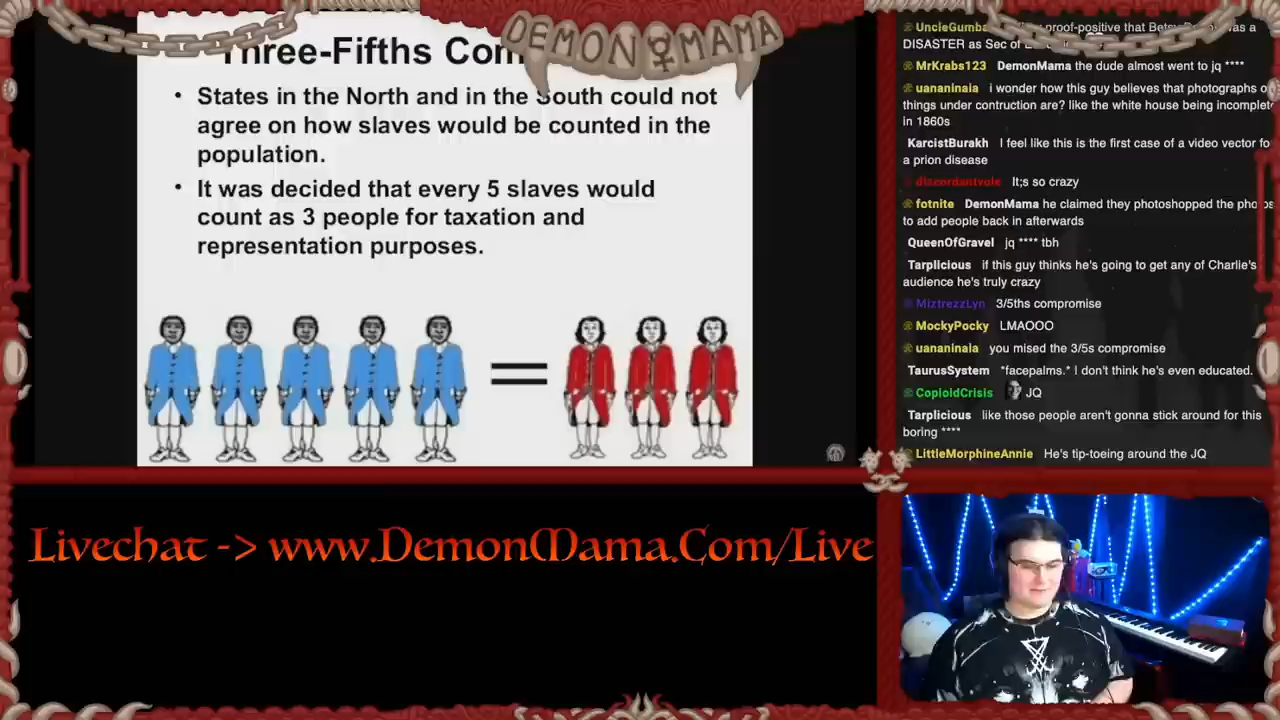 DEMON MAMA
Three-Fifths Com
• States in the North and in the South could not
agree on how slaves would be counted in the
population.
• It was decided that every 5 slaves would
count as 3 people for taxation and
representation purposes.
=
Livechat -> www.DemonMama.Com/Live
UncleGumba proof-positive that was a
DISASTER as Sec of
MrKrabs123 DemonMama the dude almost went to jq ****
uananinaia i wonder how this guy believes that photographs o
things under contruction are? like the white house being incomplete
in 1860s
KarcistBurakh I feel like this is the first case of a video vector fo
a prion disease
discordantvole It;s so crazy
fotnite DemonMama he claimed they photoshopped the photos
to add people back in afterwards
QueenOfGravel jq **** tbh
Tarplicious if this guy thinks he's going to get any of Charlie's
audience he's truly crazy
MiztrezzLyn 3/5ths compromise
MockyPocky LMAOOO
uananinaia you mised the 3/5s compromise
TaurusSystem *facepalms.* I don't think he's even educated.
CopioidCrisis JQ
Tarplicious like those people aren't gonna stick around for this
boring ****
LittleMorphineAnnie He's tip-toeing around the JQ